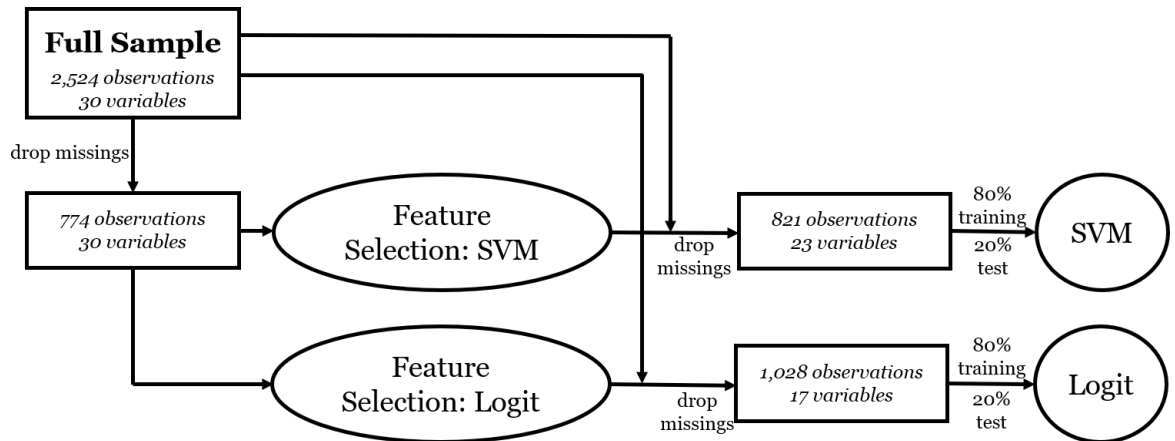 Full Sample
2,524 observations
30 variables
drop missings
774 observations
30 variables
Feature
Selection: SVM
drop
missings
821 observations
23 variables
80%
training
20%
test
SVM
Feature
Selection: Logit
drop
missings
1,028 observations
17 variables
80%
training
20%
test
Logit